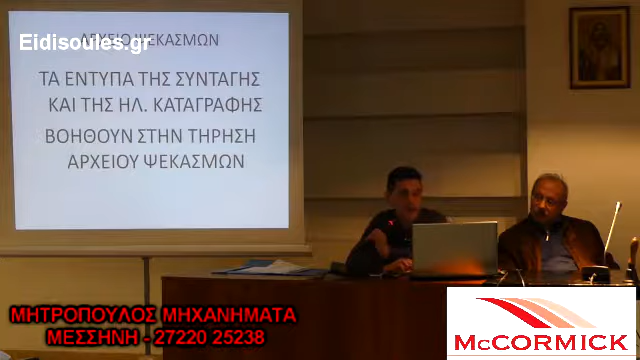 Eidisoules.gr
ΑΡΧΕΙΟ ΨΕΚΑΣΜΩΝ
ΤΑ ΕΝΤΥΠΑ ΤΗΣ ΣΥΝΤΑΓΗΣ
ΚΑΙ ΤΗΣ ΗΛ. ΚΑΤΑΓΡΑΦΗΣ
ΒΟΗΘΟΥΝ ΣΤΗΝ ΤΗΡΗΣΗ
ΑΡΧΕΙΟΥ ΨΕΚΑΣΜΩΝ
ΜΗΤΡΟΠΟΥΛΟΣ ΜΗΧΑΝΗΜΑΤΑ
ΜΕΣΣΗΝΗ - 27220 25238
McCORMICK